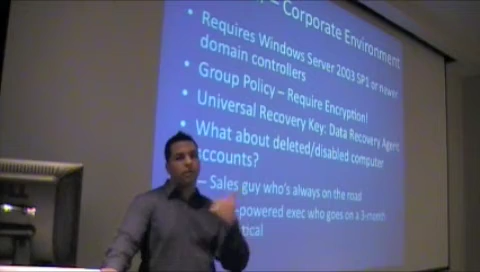 – Corporate Environment
• Requires Windows Server 2003 SP1 or newer
domain controllers
• Group Policy – Require Encryption!
• Universal Recovery Key: Data Recovery Agent
• What about deleted/disabled computer
accounts?
– Sales guy who's always on the road
-powered exec who goes on a 3-month